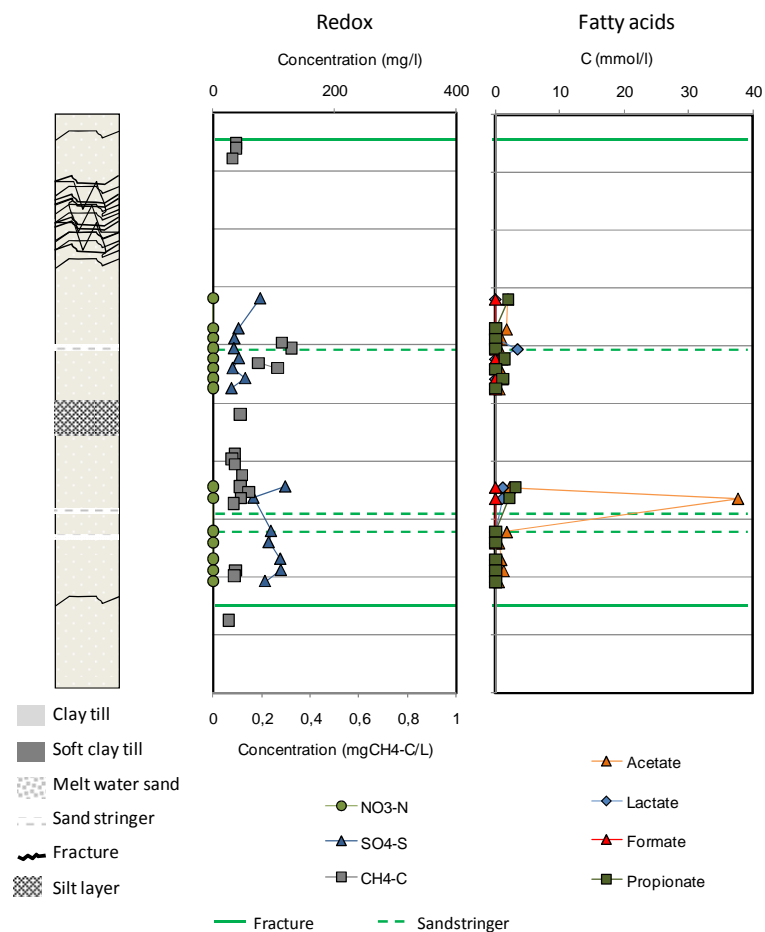 Redox
Fatty acids
Concentration (mg/l)
C (mmol/l)
0 200 400
0 10 20 30 40
0 0,2 0,4 0,6 0,8 1
Concentration (mgCH4-C/L)
Clay till
Soft clay till
Melt water sand
Sand stringer
Fracture
Silt layer
NO3-N
SO4-S
CH4-C
Acetate
Lactate
Formate
Propionate
Fracture
Sandstringer